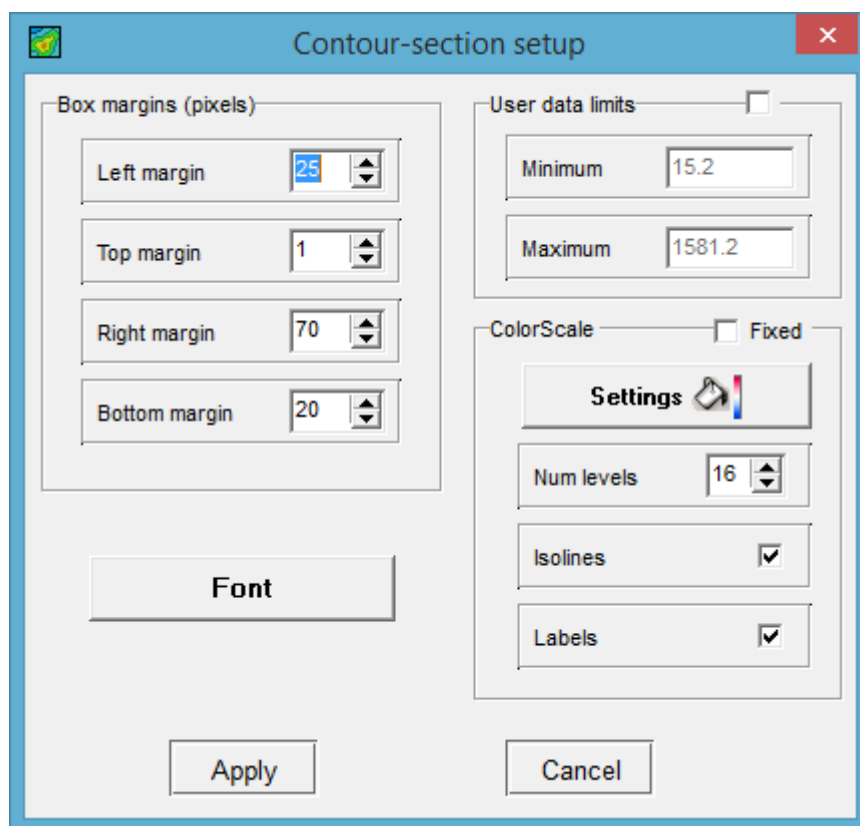 Contour-section setup
Box margins (pixels)
Left margin 25
Top margin 1
Right margin 70
Bottom margin 20
Font
User data limits
Minimum 15.2
Maximum 1581.2
ColorScale Fixed
Settings
Num levels 16
Isolines
Labels
Apply Cancel